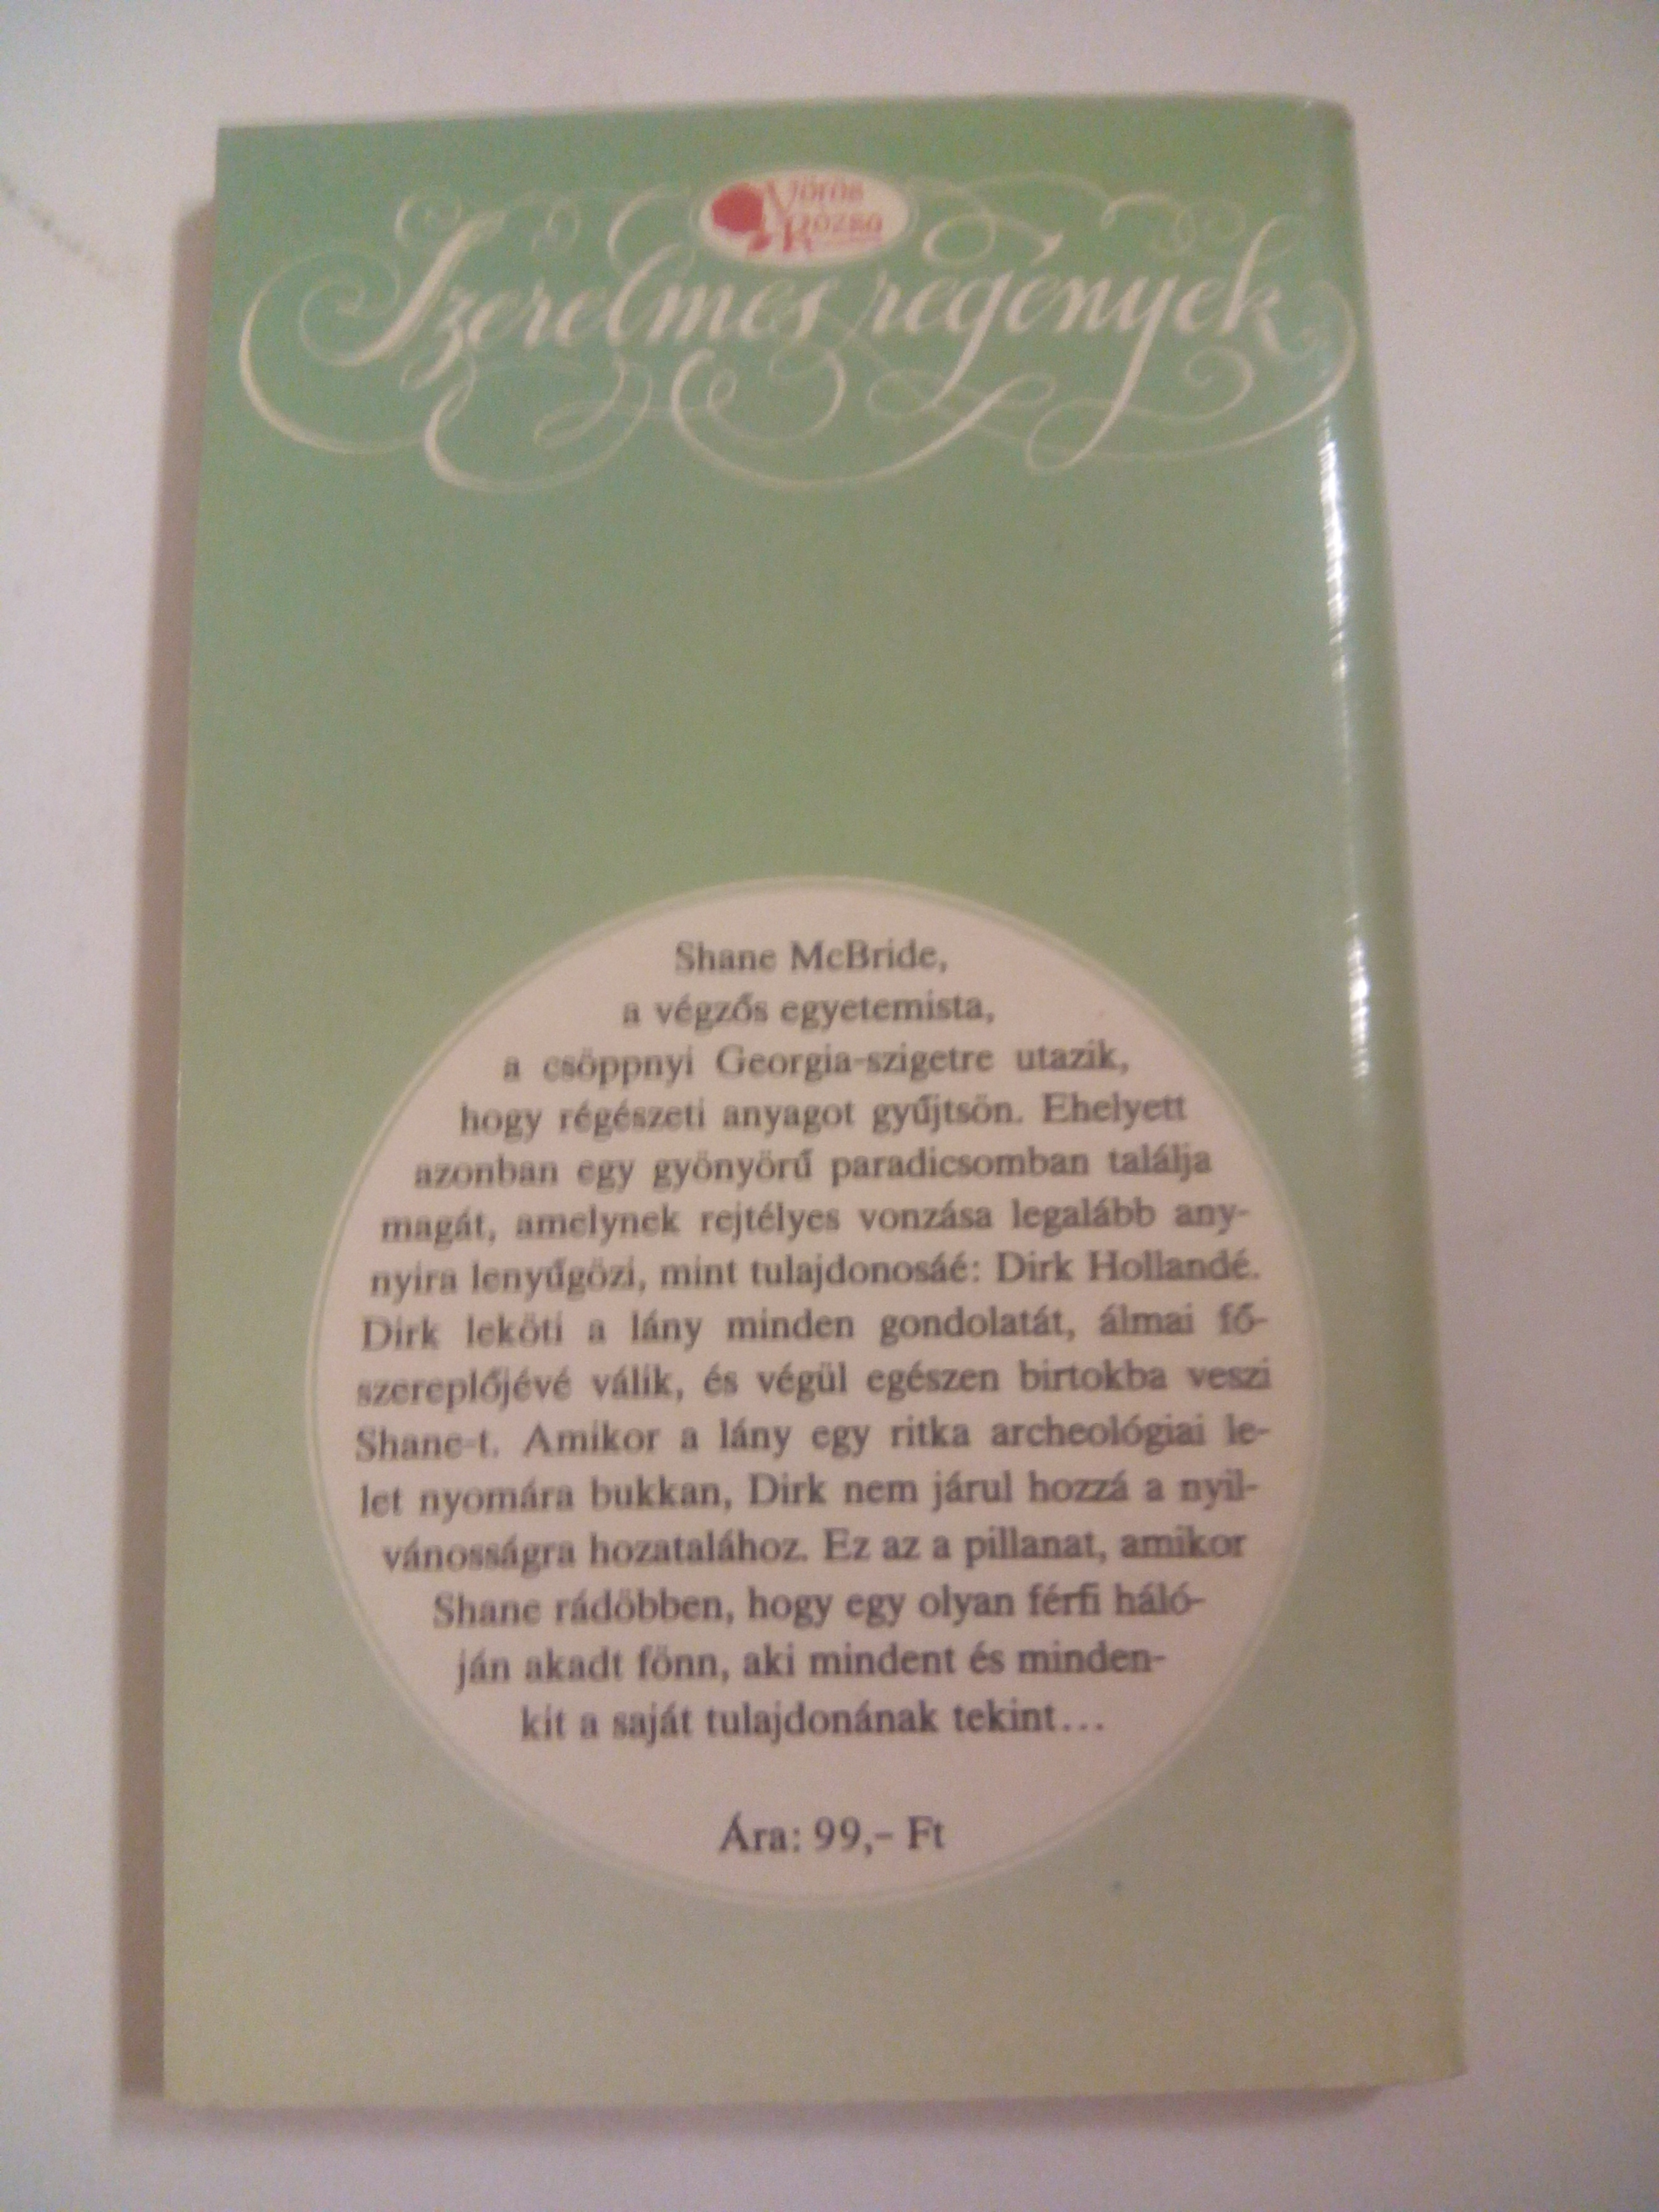 Vörös
Rózsa
Szerelmes regények
Shane McBride,
a végzős egyetemista,
a csöppnyi Georgia-szigetre utazik,
hogy régészeti anyagot gyűjtsön. Ehelyett
azonban egy gyönyörű paradicsomban találja
magát, amelynek rejtélyes vonzása legalább any-
nyira lenyűgözi, mint tulajdonosáé: Dirk Hollandé.
Dirk leköti a lány minden gondolatát, álmai fő-
szereplőjévé válik, és végül egészen birtokba veszi
Shane-t. Amikor a lány egy ritka archeológiai le-
let nyomára bukkan, Dirk nem járul hozzá a nyil-
vánosságra hozatalához. Ez az a pillanat, amikor
Shane rádöbben, hogy egy olyan férfi háló-
ján akadt fönn, aki mindent és minden-
kit a saját tulajdonának tekint...
Ára: 99,- Ft